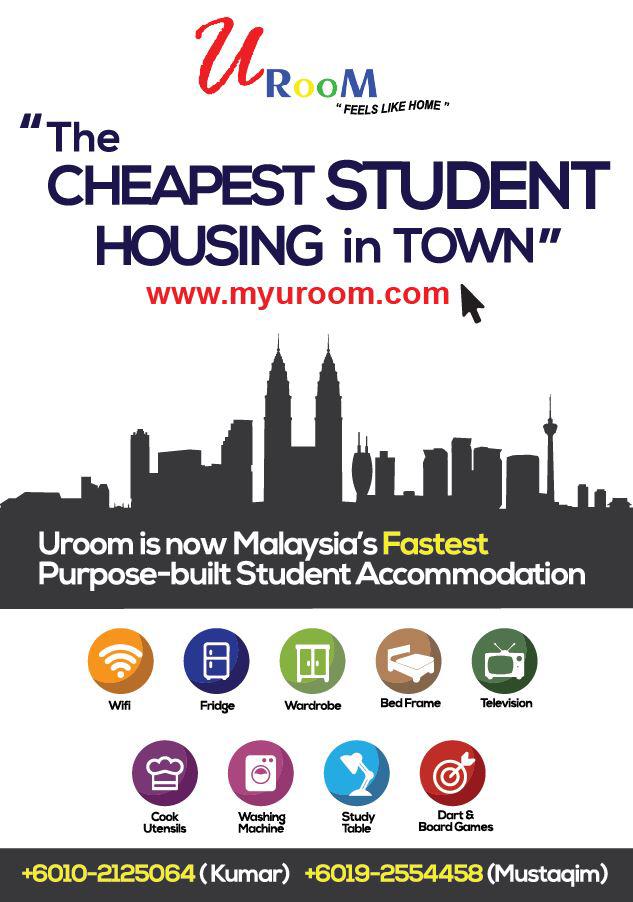 U RooM
" FEELS LIKE HOME "
“The
CHEAPEST STUDENT
HOUSING in TOWN”
www.myuroom.com
Uroom is now Malaysia's Fastest
Purpose-built Student Accommodation
Wifi Fridge Wardrobe Bed Frame Television
Cook Washing Study Dart &
Utensils Machine Table Board Games
+6010-2125064 ( Kumar) +6019-2554458 (Mustaqim)